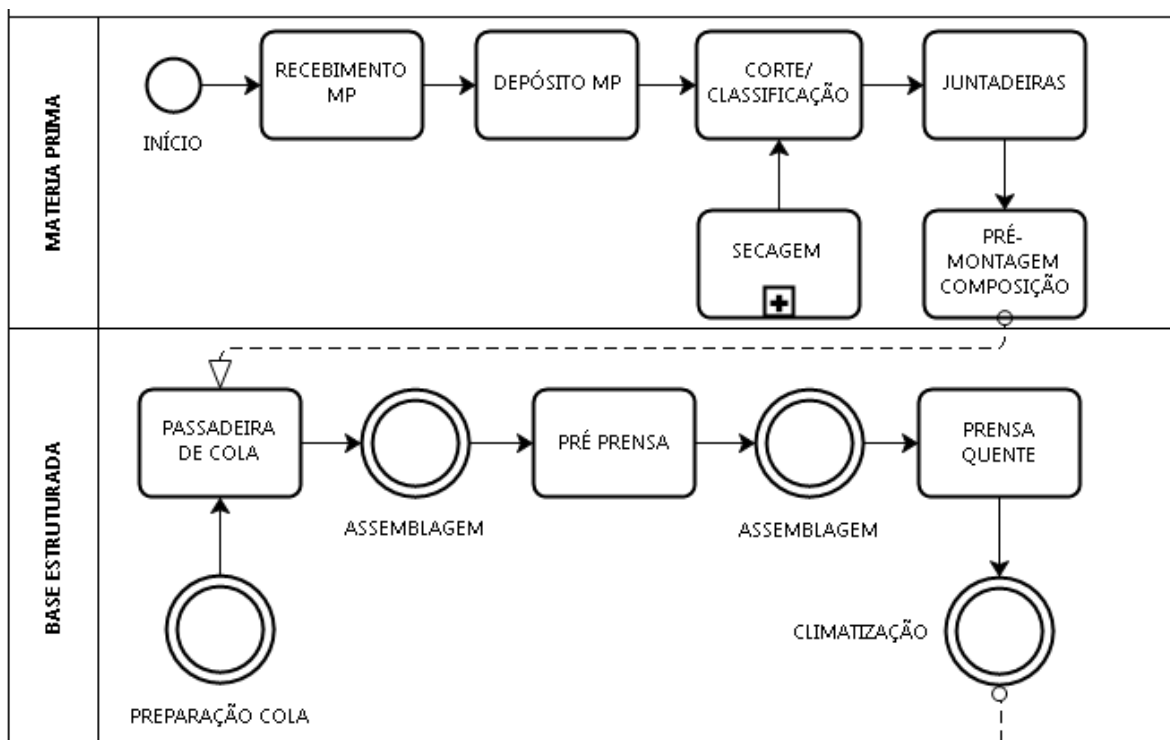 MATERIA PRIMA
INÍCIO
RECEBIMENTO
MP
DEPÓSITO MP
CORTE/
CLASSIFICAÇÃO
JUNTADEIRAS
SECAGEM
PRÉ-
MONTAGEM
COMPOSIÇÃO
BASE ESTRUTURADA
PASSADEIRA
DE COLA
ASSEMBLAGEM
PRÉ PRENSA
ASSEMBLAGEM
PRENSA
QUENTE
PREPARAÇÃO COLA
CLIMATIZAÇÃO